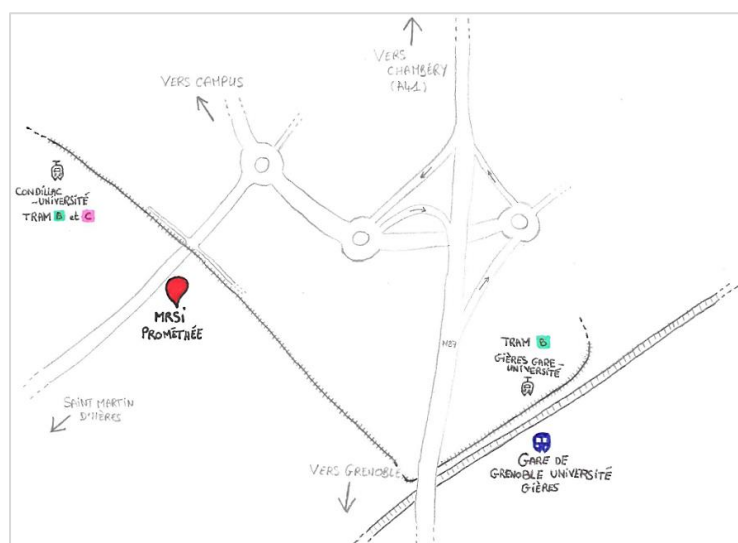 VERS
CHAMBÉRY
(A41)
VERS CAMPUS
CONDILLAC
-UNIVERSITÉ
TRAM B et C
MRSI
PROMÉTHÉE
N87
TRAM B
GIÈRES GARE-
UNIVERSITÉ
SAINT MARTIN
D'HÈRES
VERS GRENOBLE
GARE DE
GRENOBLE UNIVERSITÉ
GIÈRES